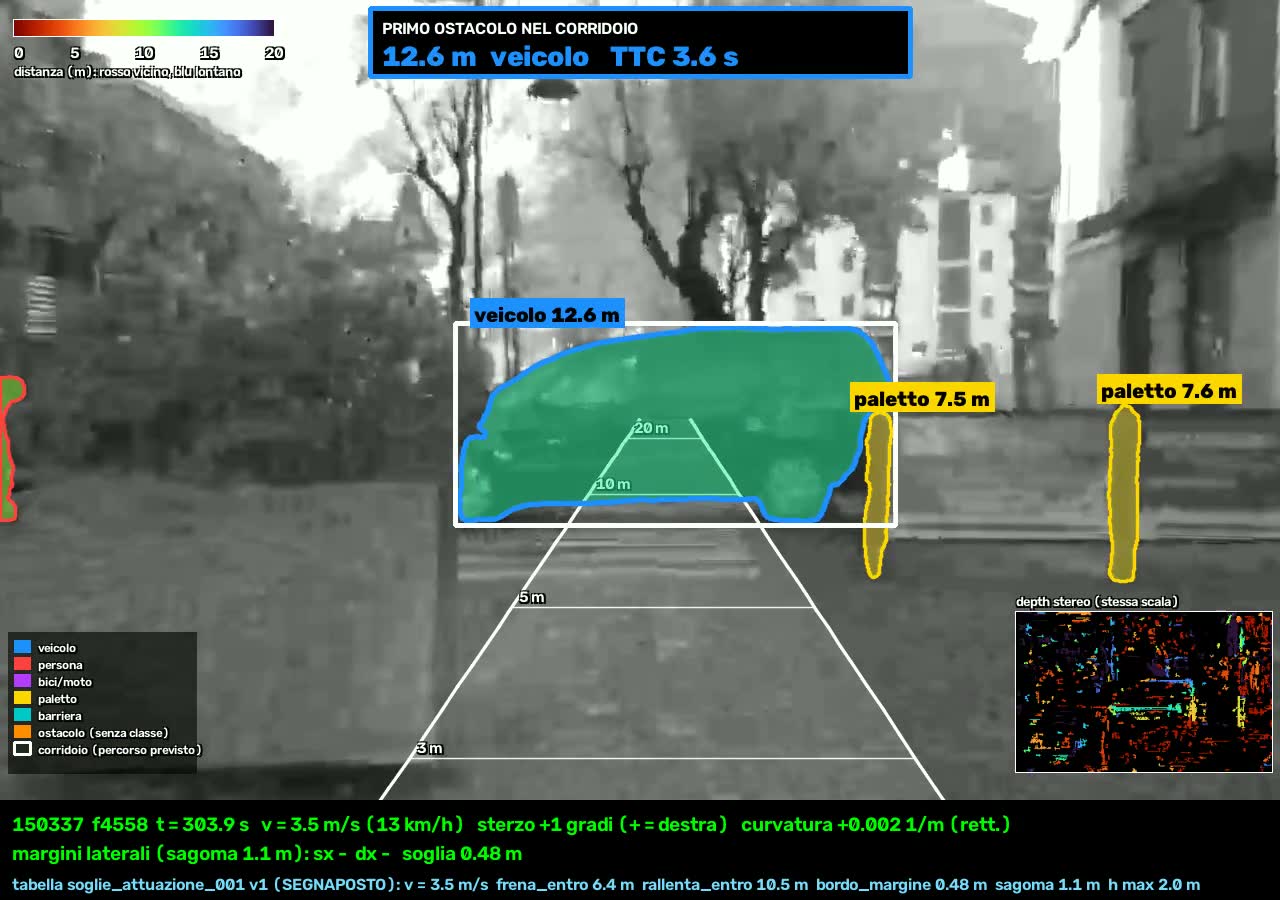 PRIMO OSTACOLO NEL CORRIDOIO
12.6 m veicolo TTC 3.6 s
0 5 10 15 20
distanza (m): rosso vicino, blu lontano
veicolo 12.6 m
paletto 7.5 m
paletto 7.6 m
20 m
10 m
5 m
3 m
depth stereo (stessa scala)
veicolo
persona
bici/moto
paletto
barriera
ostacolo (senza classe)
corridoio (percorso previsto)
150337 f4558 t = 303.9 s v = 3.5 m/s (13 km/h) sterzo +1 gradi (+ = destra) curvatura +0.002 1/m (rett.)
margini laterali (sagoma 1.1 m): sx - dx - soglia 0.48 m
tabella soglie_attuazione_001 v1 (SEGNAPOSTO): v = 3.5 m/s frena_entro 6.4 m rallenta_entro 10.5 m bordo_margine 0.48 m sagoma 1.1 m h max 2.0 m